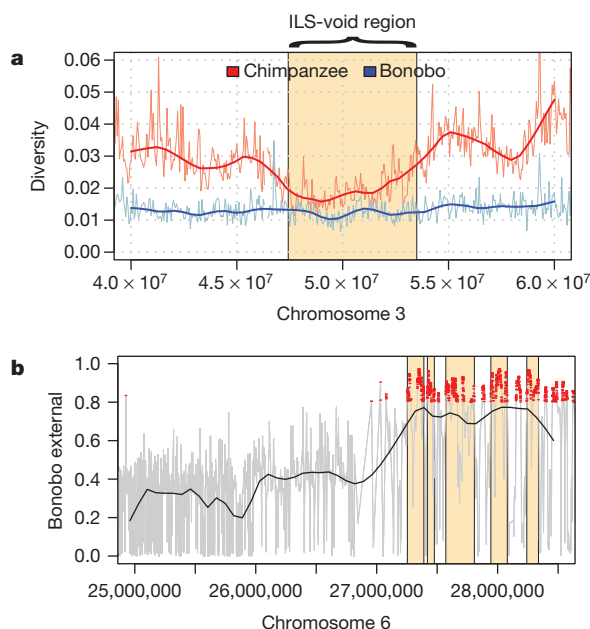 ILS-void region
a
Chimpanzee Bonobo
Diversity
0.06
0.05
0.04
0.03
0.02
0.01
0.00
4.0 × 10⁷ 4.5 × 10⁷ 5.0 × 10⁷ 5.5 × 10⁷ 6.0 × 10⁷
Chromosome 3
b
Bonobo external
1.0
0.8
0.6
0.4
0.2
0.0
25,000,000 26,000,000 27,000,000 28,000,000
Chromosome 6